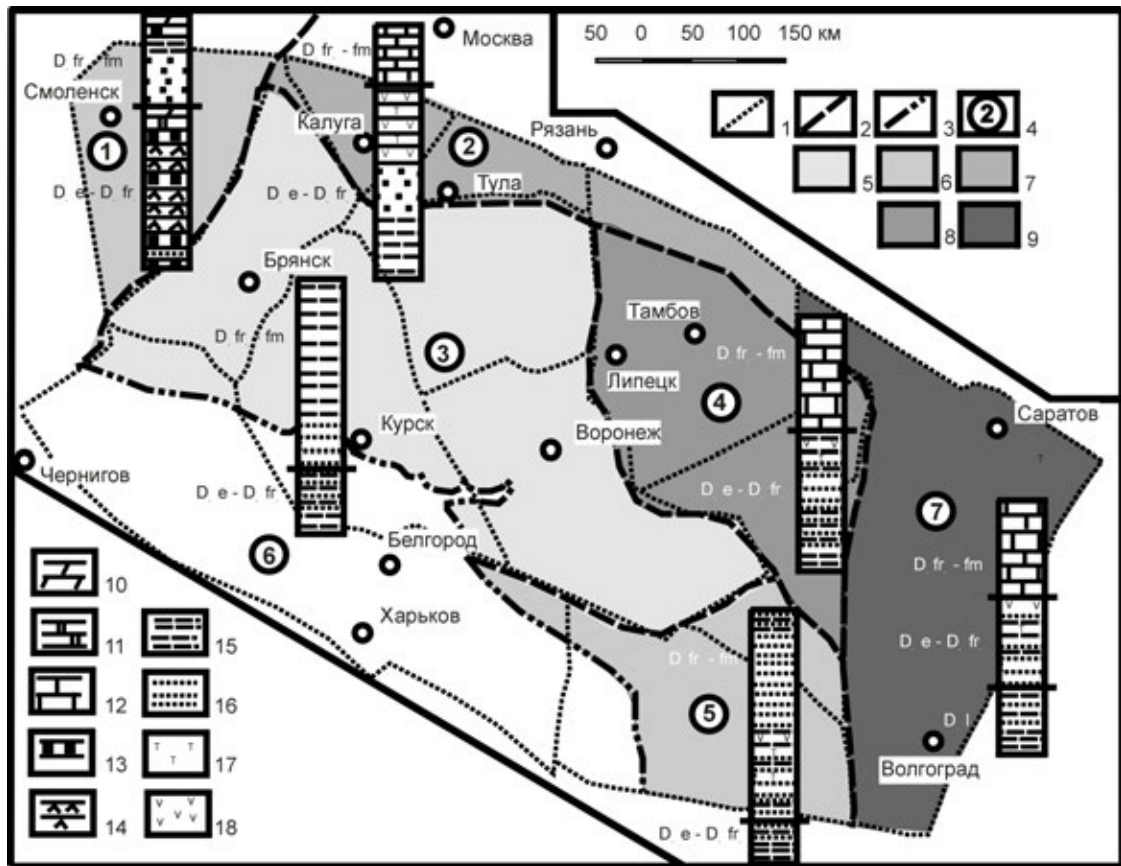 50 0 50 100 150 км
Москва
D fr - fm
D fr - fm
Смоленск
Калуга
Рязань
1 2 3 2 4
1
2
5 6 7
Тула
D e - D fr
D e - D fr
8 9
Брянск
Тамбов
D fr - fm
D fr - fm
3
Липецк
4
Саратов
Курск
Воронеж
Чернигов
т
D e - D fr
D e - D fr
7
6
Белгород
D fr - fm
10
Харьков
11 15
D e - D fr
D fr - fm
12 16
5
D l
Волгоград
13 17
14 18
D e - D fr